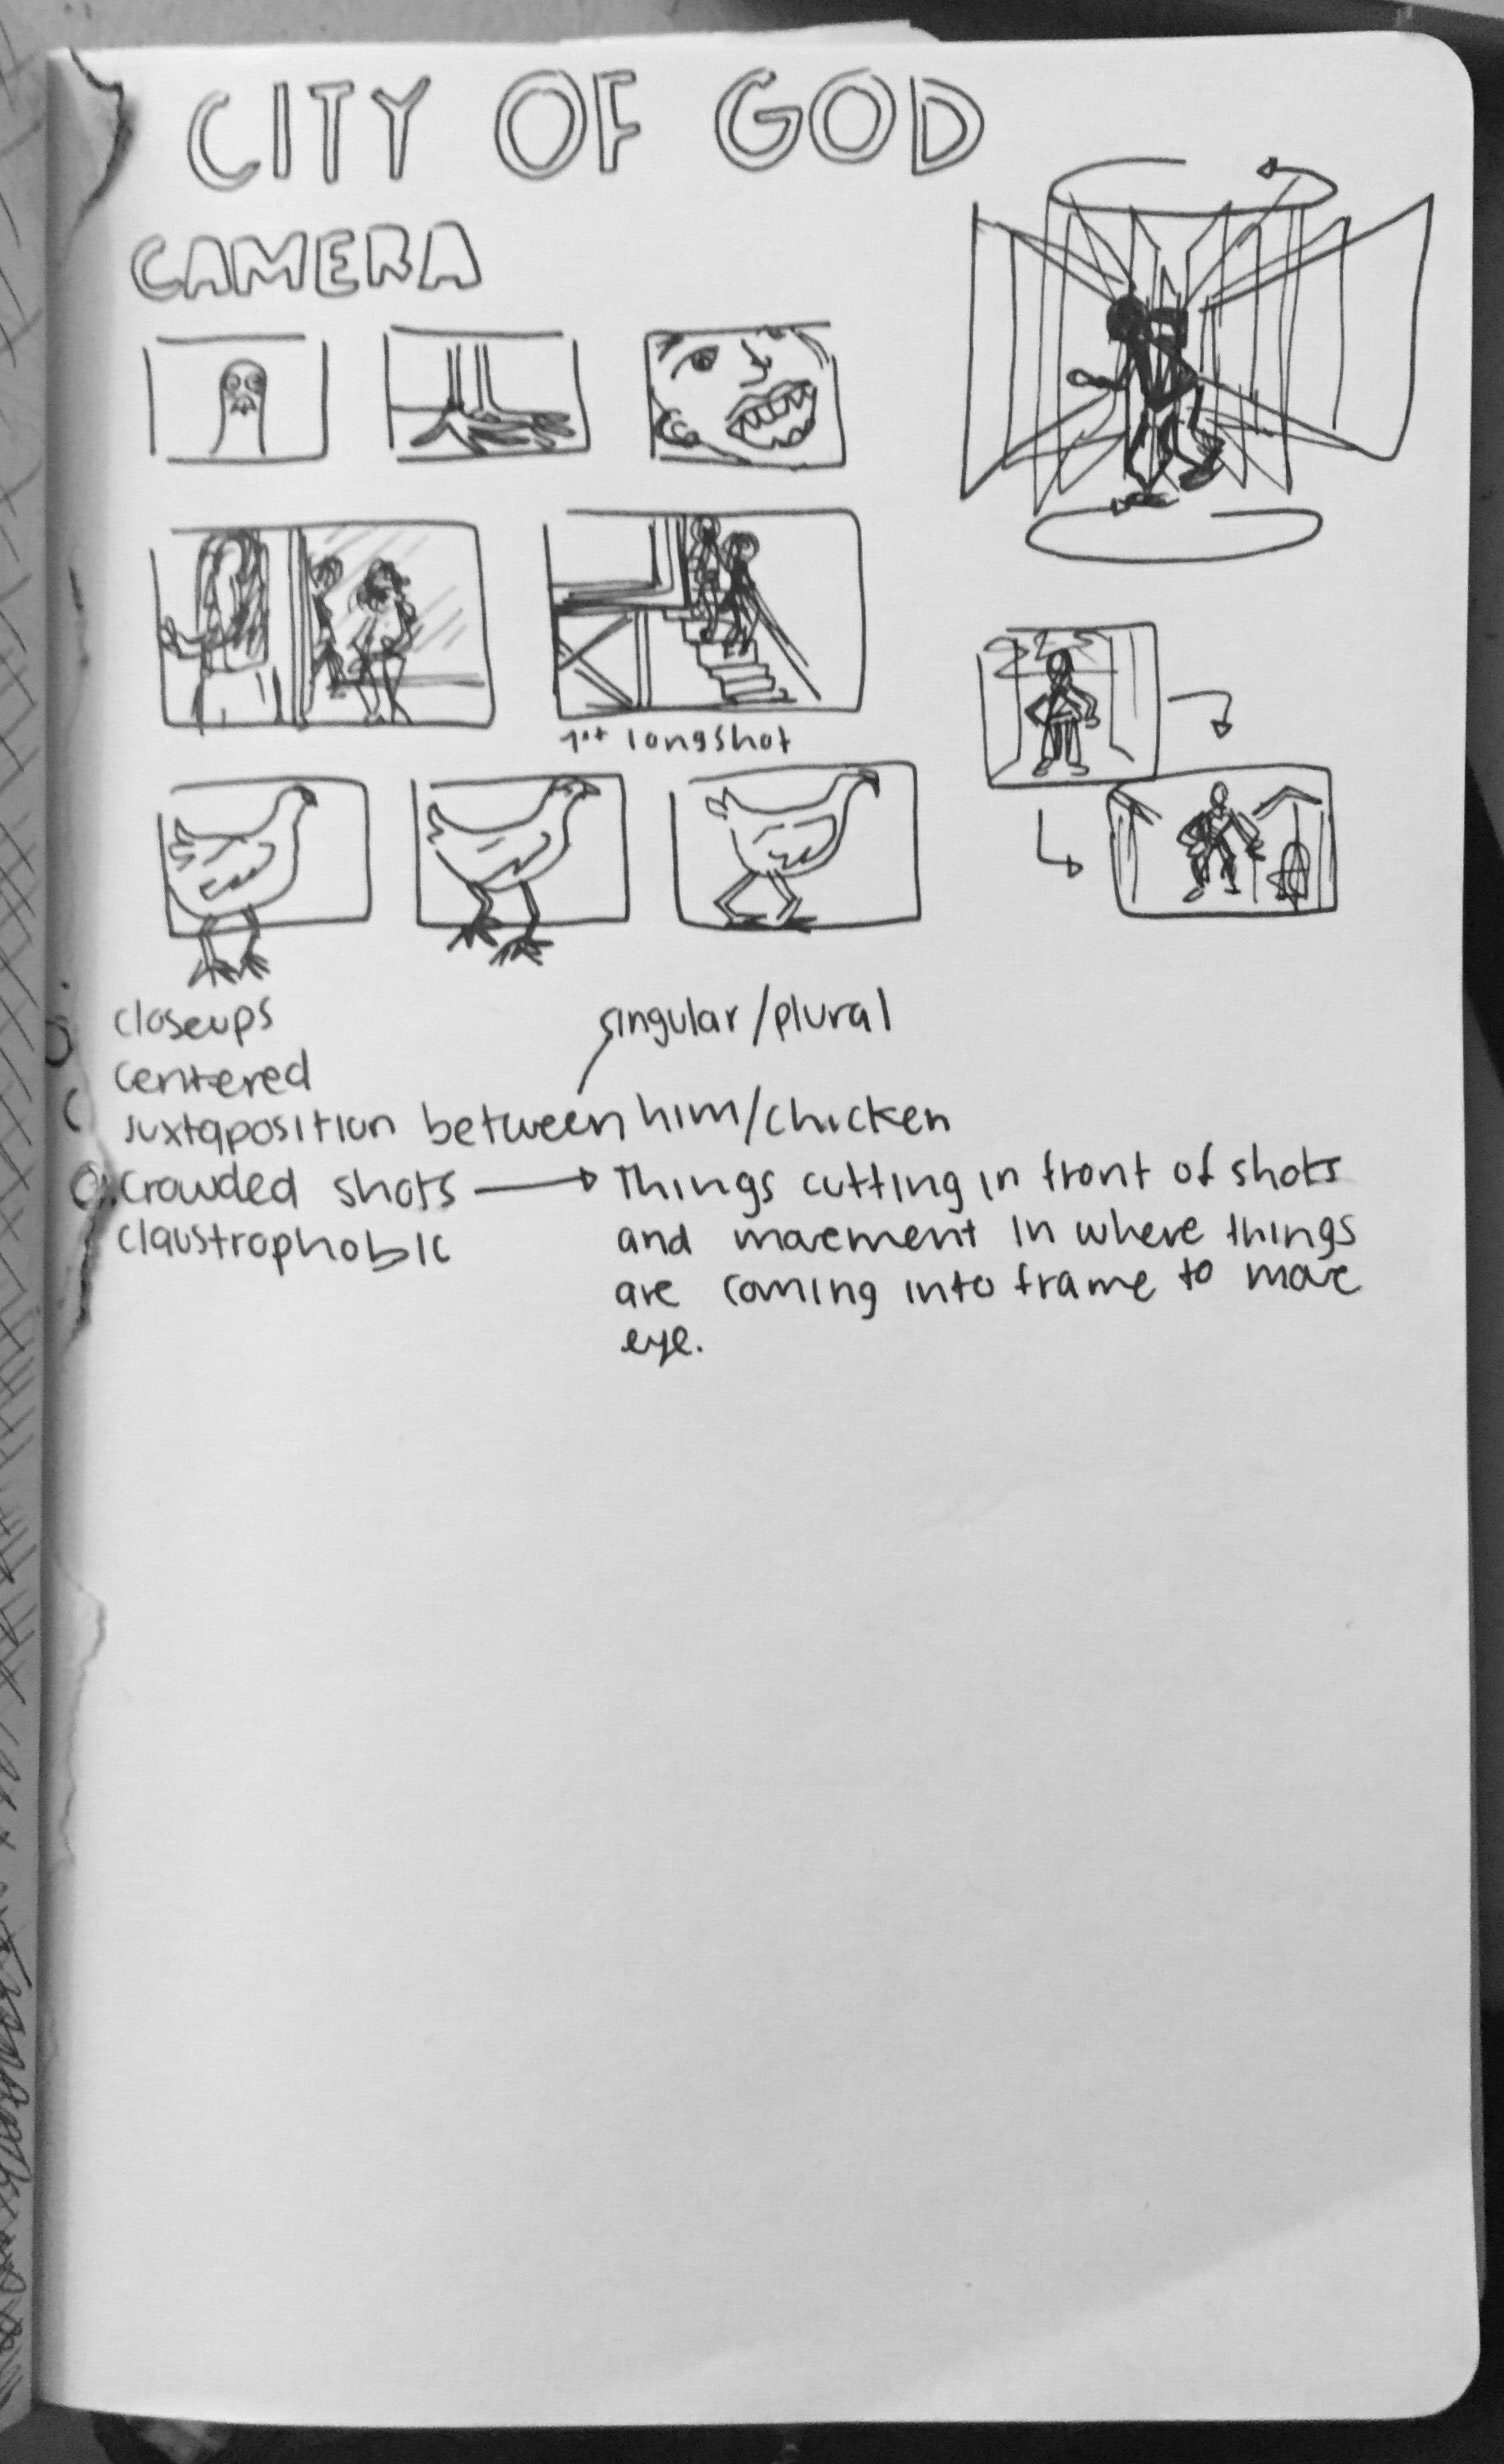 CITY OF GOD
CAMERA
1st longshot
closeups
singular/plural
centered
juxtaposition between him/chicken
crowded shots → Things cutting in front of shots
claustrophobic
and movement in where things
are coming into frame to move
eye.